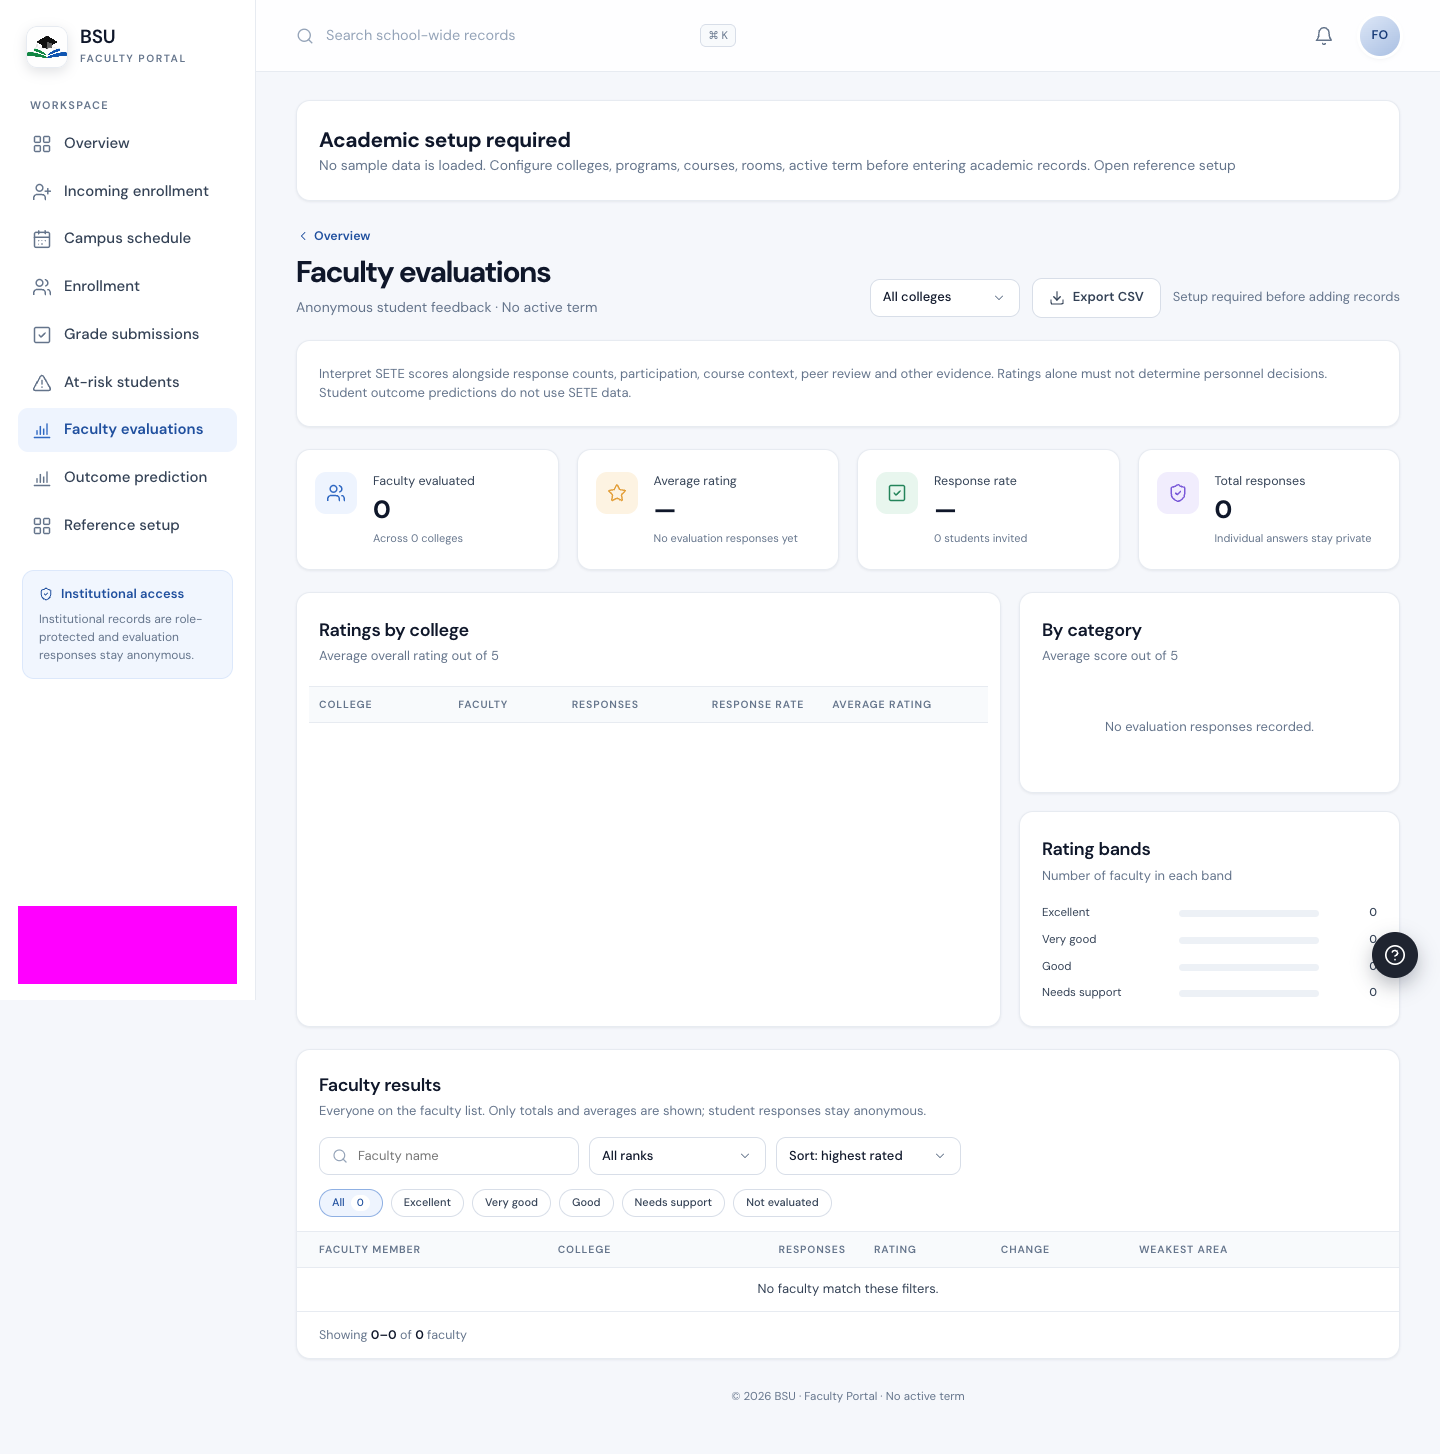 BSU
FACULTY PORTAL
WORKSPACE
Overview
Incoming enrollment
Campus schedule
Enrollment
Grade submissions
At-risk students
Faculty evaluations
Outcome prediction
Reference setup
Institutional access
Institutional records are role-
protected and evaluation
responses stay anonymous.
Search school-wide records
⌘ K
FO
Academic setup required
No sample data is loaded. Configure colleges, programs, courses, rooms, active term before entering academic records. Open reference setup
Overview
Faculty evaluations
Anonymous student feedback · No active term
All colleges
Export CSV
Setup required before adding records
Interpret SETE scores alongside response counts, participation, course context, peer review and other evidence. Ratings alone must not determine personnel decisions.
Student outcome predictions do not use SETE data.
Faculty evaluated
0
Across 0 colleges
Average rating
—
No evaluation responses yet
Response rate
—
0 students invited
Total responses
0
Individual answers stay private
Ratings by college
Average overall rating out of 5
COLLEGE FACULTY RESPONSES RESPONSE RATE AVERAGE RATING
By category
Average score out of 5
No evaluation responses recorded.
Rating bands
Number of faculty in each band
Excellent 0
Very good 0
Good 0
Needs support 0
Faculty results
Everyone on the faculty list. Only totals and averages are shown; student responses stay anonymous.
Faculty name
All ranks
Sort: highest rated
All 0 Excellent Very good Good Needs support Not evaluated
FACULTY MEMBER COLLEGE RESPONSES RATING CHANGE WEAKEST AREA
No faculty match these filters.
Showing 0–0 of 0 faculty
© 2026 BSU · Faculty Portal · No active term